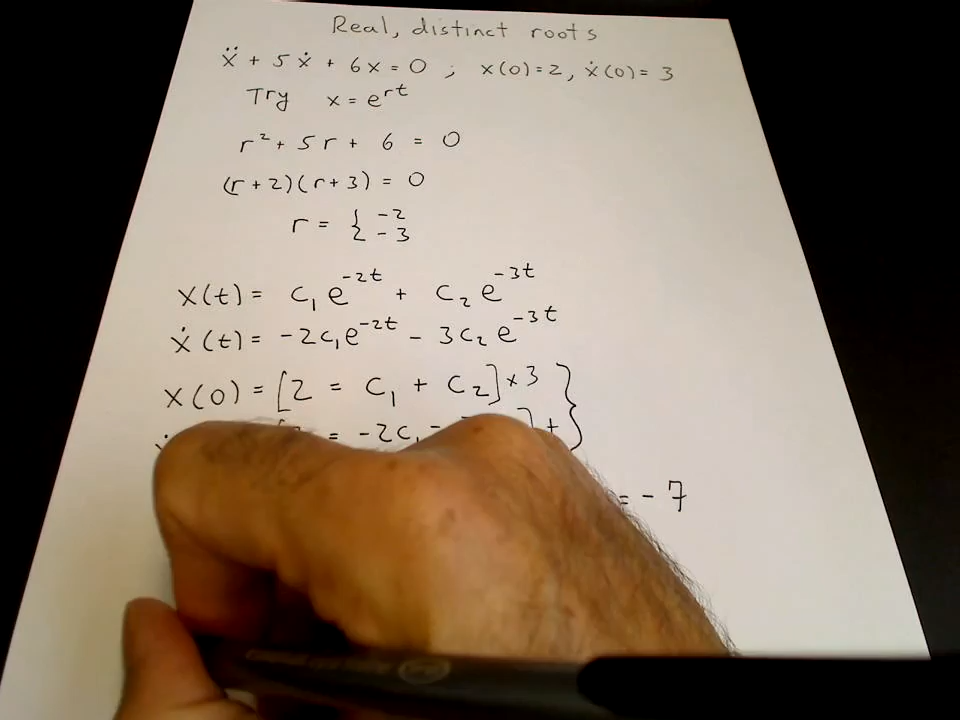 Real, distinct roots
ẍ + 5ẋ + 6x = 0 ; x(0) = 2, ẋ(0) = 3
Try x = e^{rt}
r² + 5r + 6 = 0
(r+2)(r+3) = 0
r = { -2
-3
x(t) = c₁e^{-2t} + c₂e^{-3t}
ẋ(t) = -2c₁e^{-2t} - 3c₂e^{-3t}
x(0) = [2 = c₁ + c₂] × 3 }
= -2c₁ - ] +
= -7